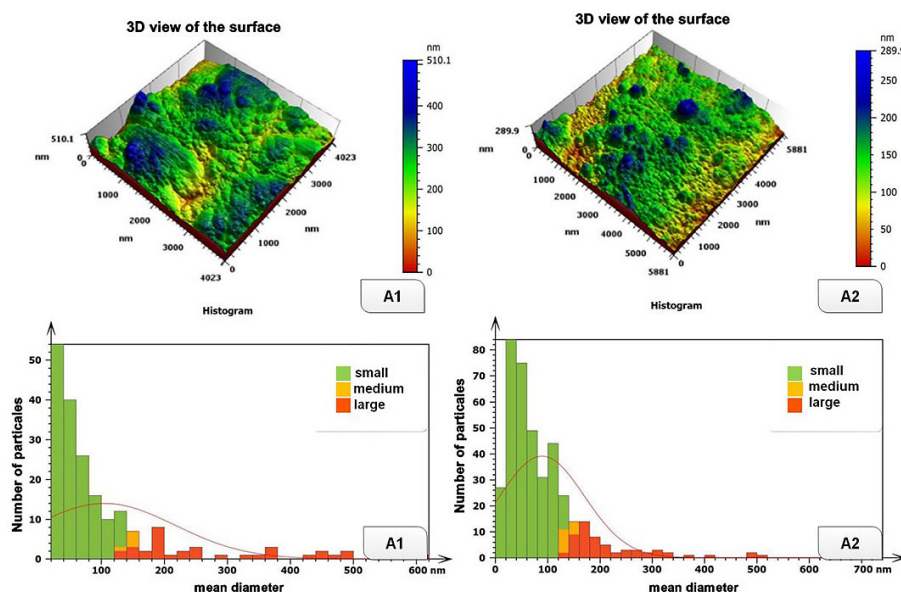 3D view of the surface
nm
510.1
400
300
200
100
0
510.1
nm
0
1000
2000
nm
3000
4023
0
1000
nm
2000
3000
4023
A1
3D view of the surface
nm
289.9
250
200
150
100
50
0
289.9
nm
0
1000
2000
3000
nm
4000
5000
5881
0
1000
2000
nm
3000
4000
5881
A2
Histogram
Number of particales
50
40
30
20
10
0
small
medium
large
A1
100
200
300
400
500
600 nm
mean diameter
Histogram
Number of particales
80
60
40
20
0
small
medium
large
A2
0
100
200
300
400
500
600
700 nm
mean diameter